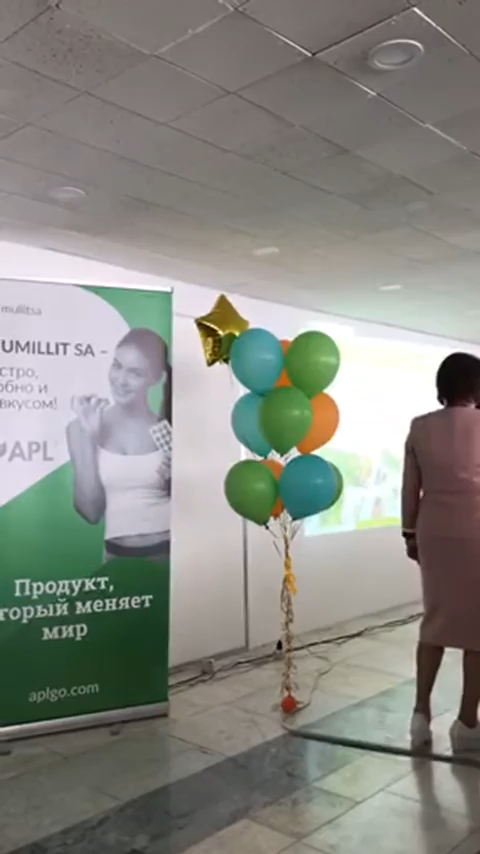 mulitsa
UMILLIT SA –
стро,
обно и
вкусом!
APL
Продукт,
торый меняет
мир
aplgo.com